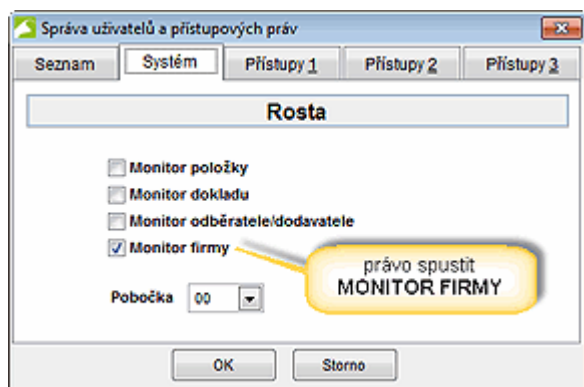 Správa uživatelů a přístupových práv
Seznam Systém Přístupy 1 Přístupy 2 Přístupy 3
Rosta
Monitor položky
Monitor dokladu
Monitor odběratele/dodavatele
Monitor firmy
právo spustit
MONITOR FIRMY
Pobočka 00
OK Storno